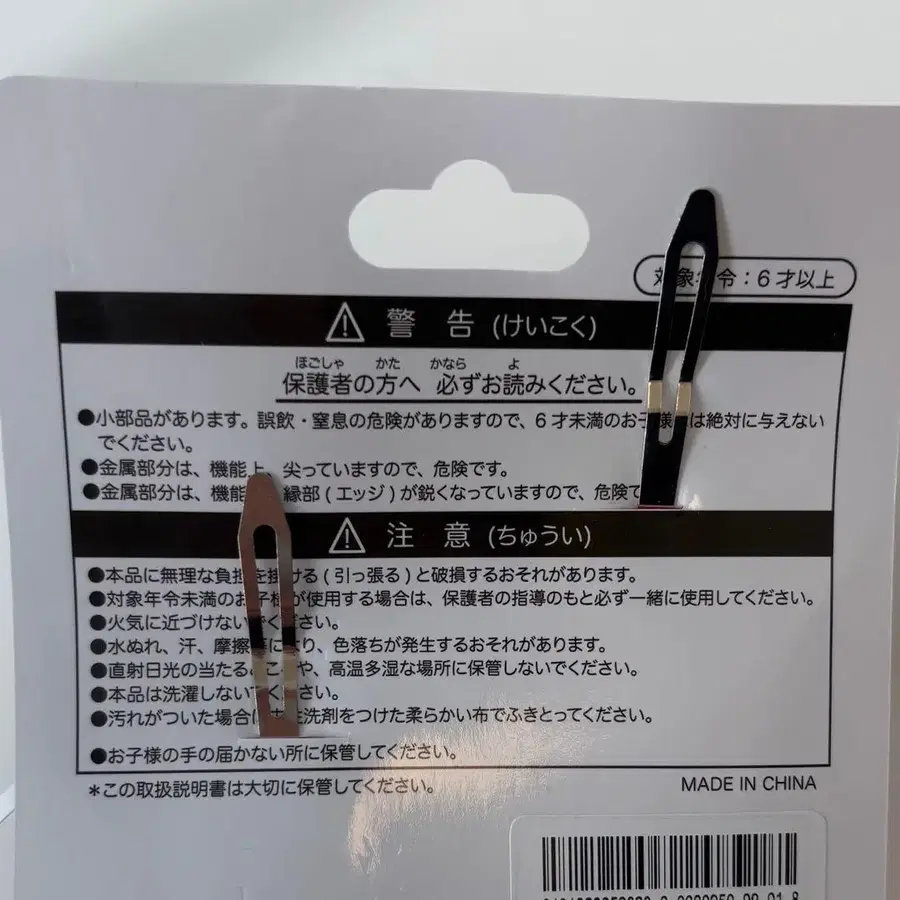 対象年令：6才以上
⚠警 告 (けいこく)
ほごしゃ かた かなら よ
保護者の方へ 必ずお読みください。
●小部品があります。誤飲・窒息の危険がありますので、6才未満のお子様には絶対に与えない
でください。
●金属部分は、機能上、尖っていますので、危険です。
●金属部分は、機能 縁部(エッジ)が鋭くなっていますので、危険で
⚠注 意 (ちゅうい)
●本品に無理な負担を掛ける(引っ張る)と破損するおそれがあります。
●対象年令未満のお子様が使用する場合は、保護者の指導のもと必ず一緒に使用してください。
●火気に近づけないでください。
●水ぬれ、汗、摩擦等により、色落ちが発生するおそれがあります。
●直射日光の当たるところや、高温多湿な場所に保管しないでください。
●本品は洗濯しないでください。
●汚れがついた場合は 性洗剤をつけた柔らかい布でふきとってください。
●お子様の手の届かない所に保管してください。
＊この取扱説明書は大切に保管してください。
MADE IN CHINA